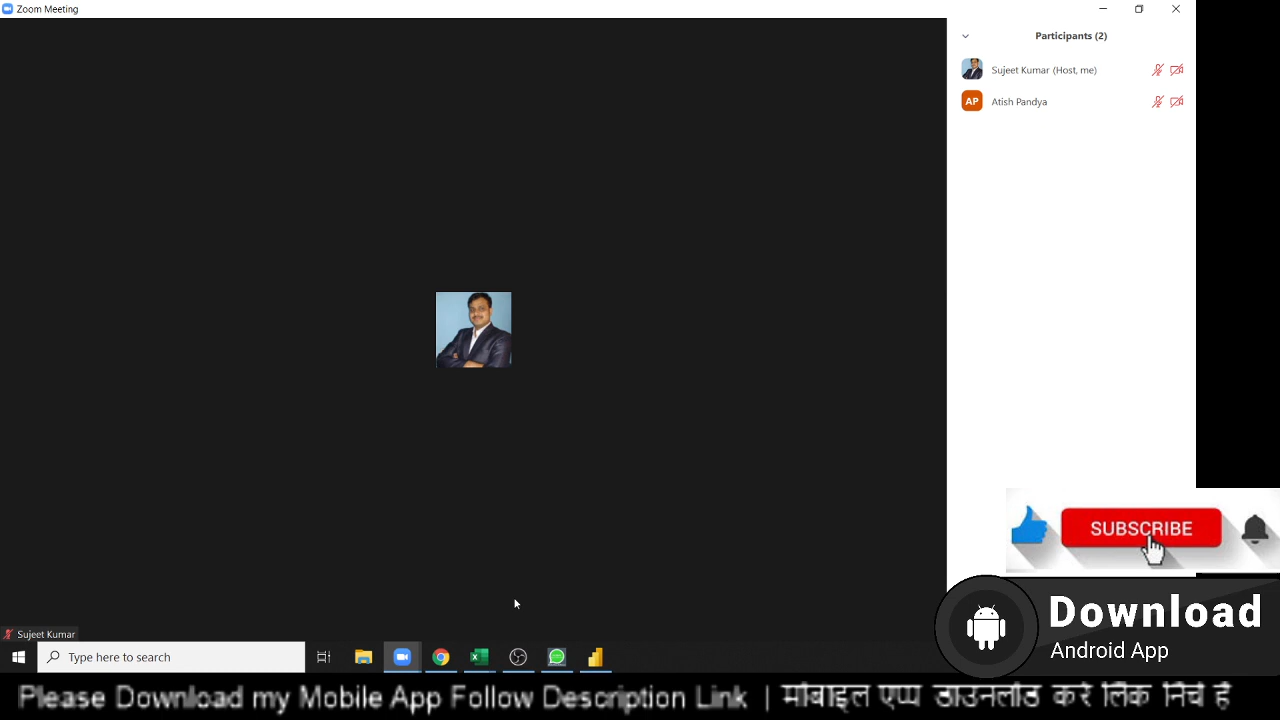 Zoom Meeting
Participants (2)
Sujeet Kumar (Host, me)
AP Atish Pandya
SUBSCRIBE
Download
Android App
Sujeet Kumar
Type here to search
Please Download my Mobile App Follow Description Link | मोबाइल एप्प डाउनलोड करे लिंक निचे है